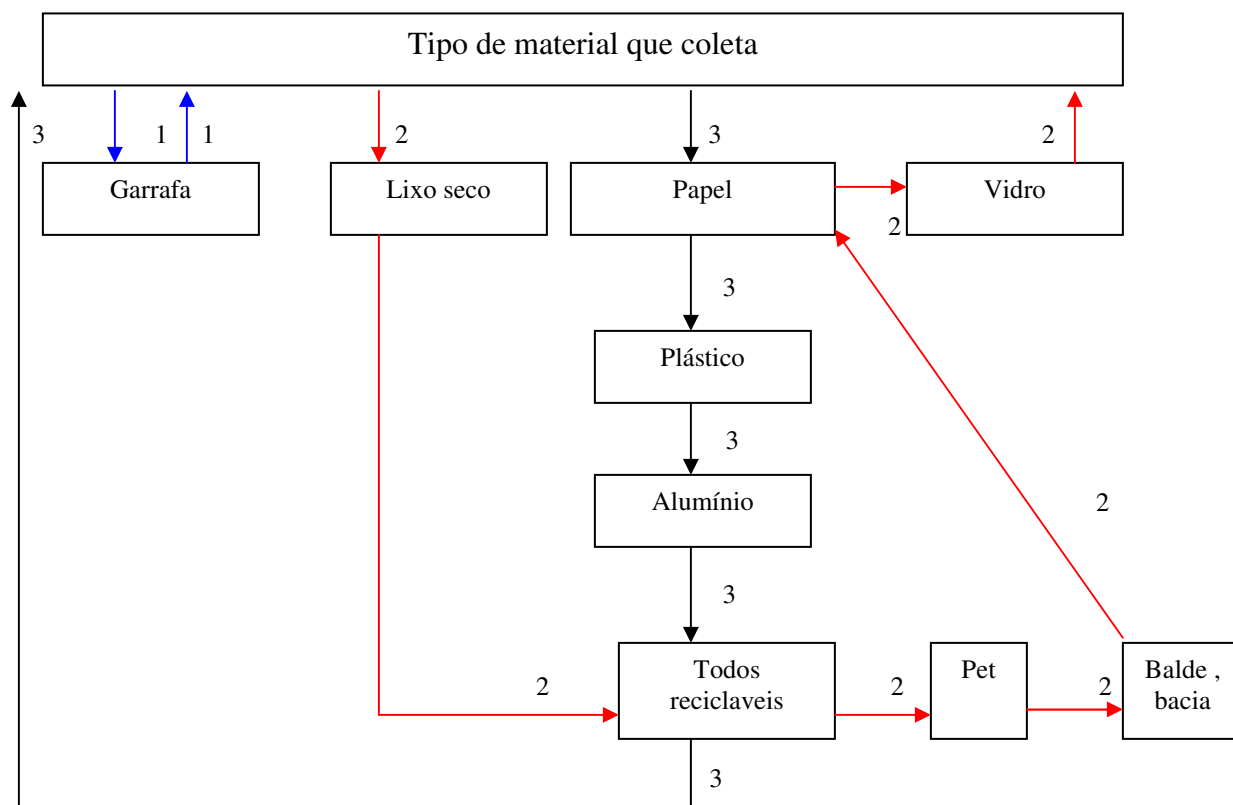 Tipo de material que coleta
3
1
1
2
3
2
Garrafa
Lixo seco
Papel
Vidro
2
3
Plástico
3
Alumínio
2
3
Todos
reciclaveis
Pet
Balde ,
bacia
2
2
2
3